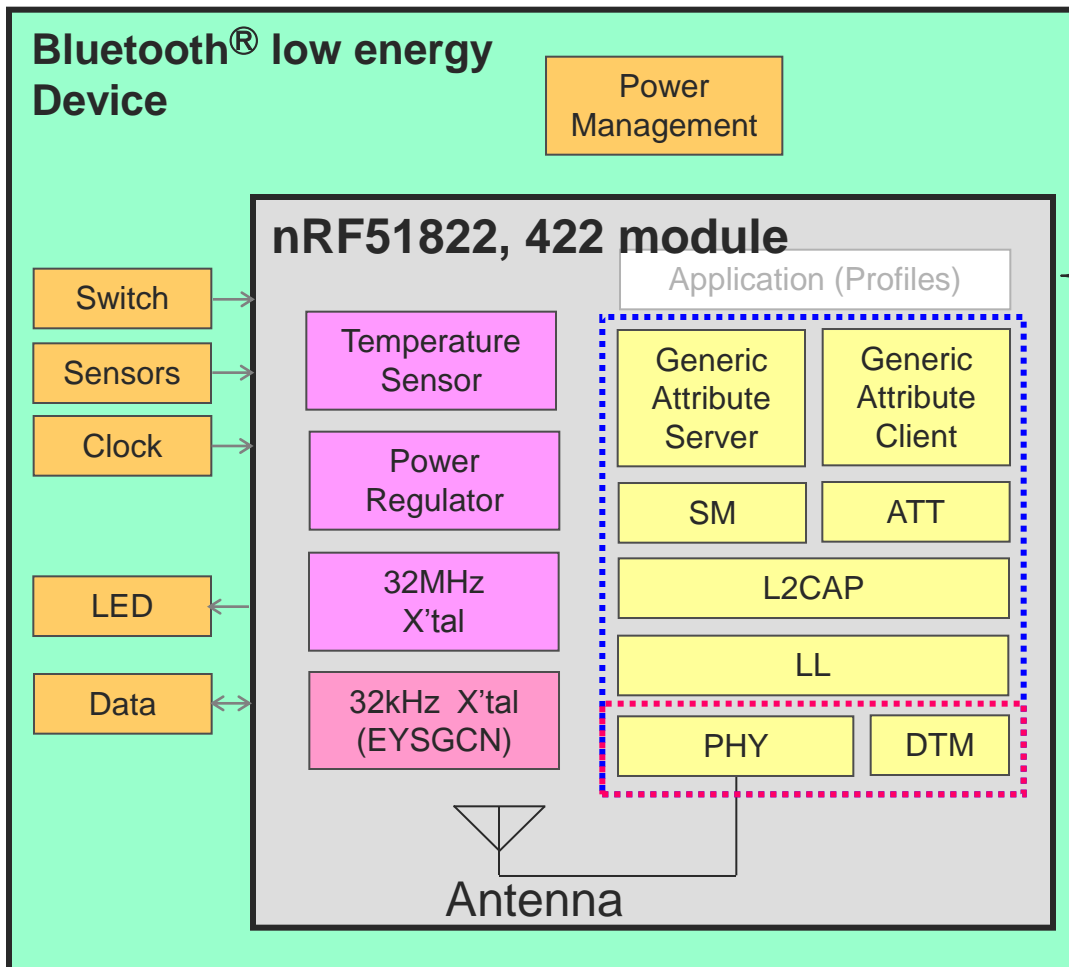 Bluetooth® low energy
Device
Power
Management
nRF51822, 422 module
Application (Profiles)
Switch
Sensors
Clock
LED
Data
Temperature
Sensor
Power
Regulator
32MHz
X’tal
32kHz X’tal
(EYSGCN)
Generic
Attribute
Server
Generic
Attribute
Client
SM
ATT
L2CAP
LL
PHY
DTM
Antenna